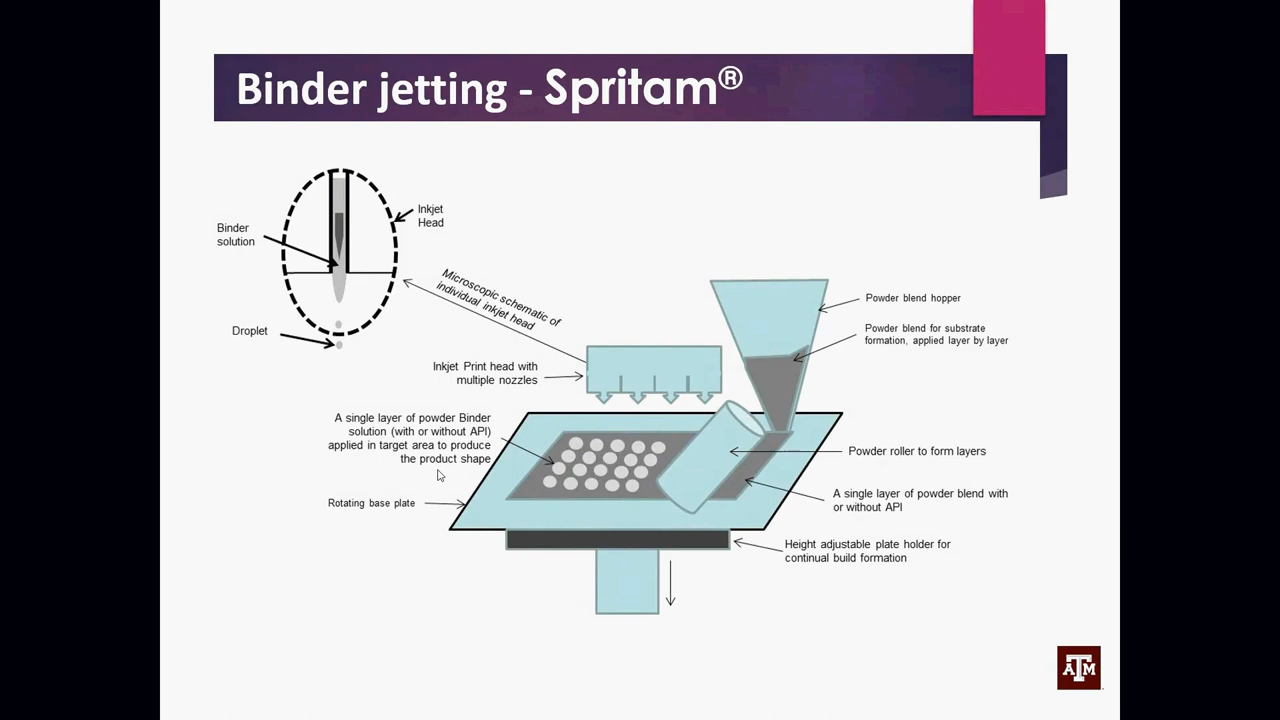 Binder jetting - Spritam®
Inkjet
Head
Binder
solution
Droplet
Microscopic schematic of
individual inkjet head
Powder blend hopper
Powder blend for substrate
formation, applied layer by layer
Inkjet Print head with
multiple nozzles
A single layer of powder Binder
solution (with or without API)
applied in target area to produce
the product shape
Powder roller to form layers
Rotating base plate
A single layer of powder blend with
or without API
Height adjustable plate holder for
continual build formation
ATM